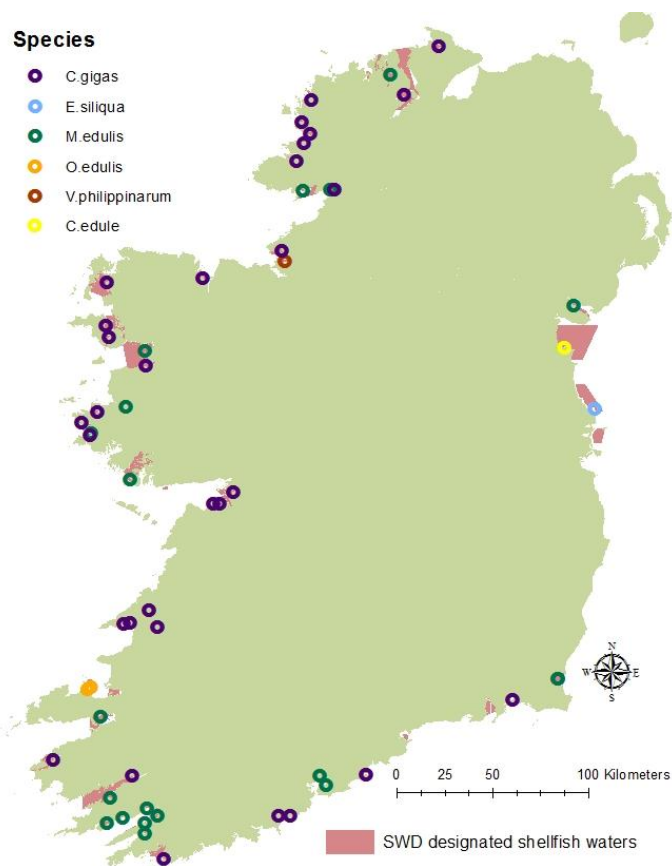 Species
C.gigas
E.siliqua
M.edulis
O.edulis
V.philippinarum
C.edule
N
W E
S
0 25 50 100 Kilometers
SWD designated shellfish waters